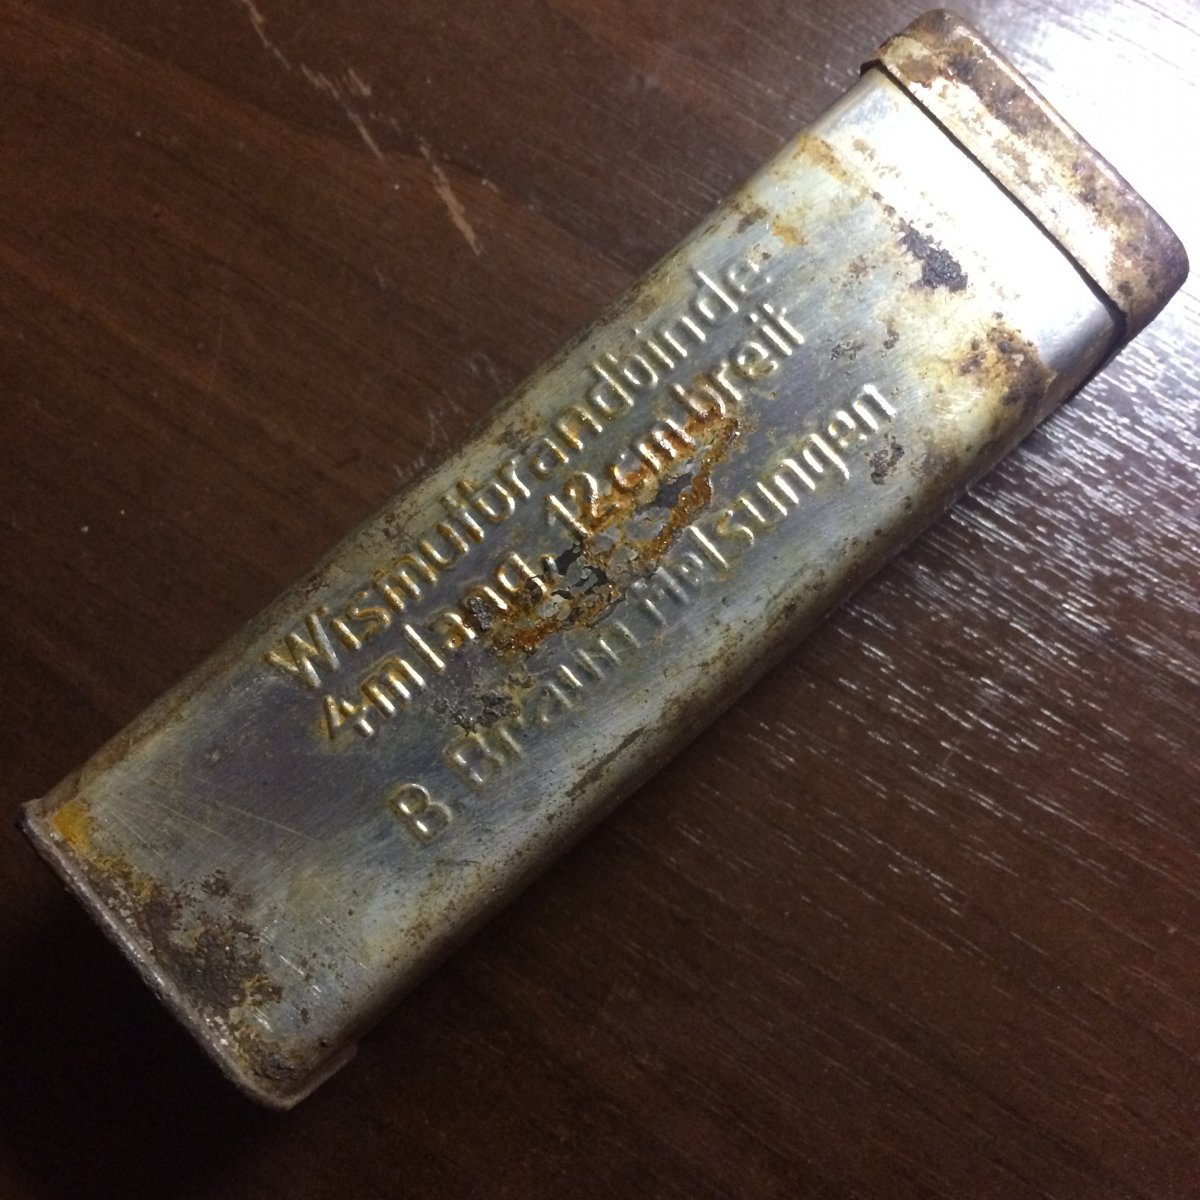 Wismutbrandbinde:
4m lang, 12cm breit
B. Braun Melsungen